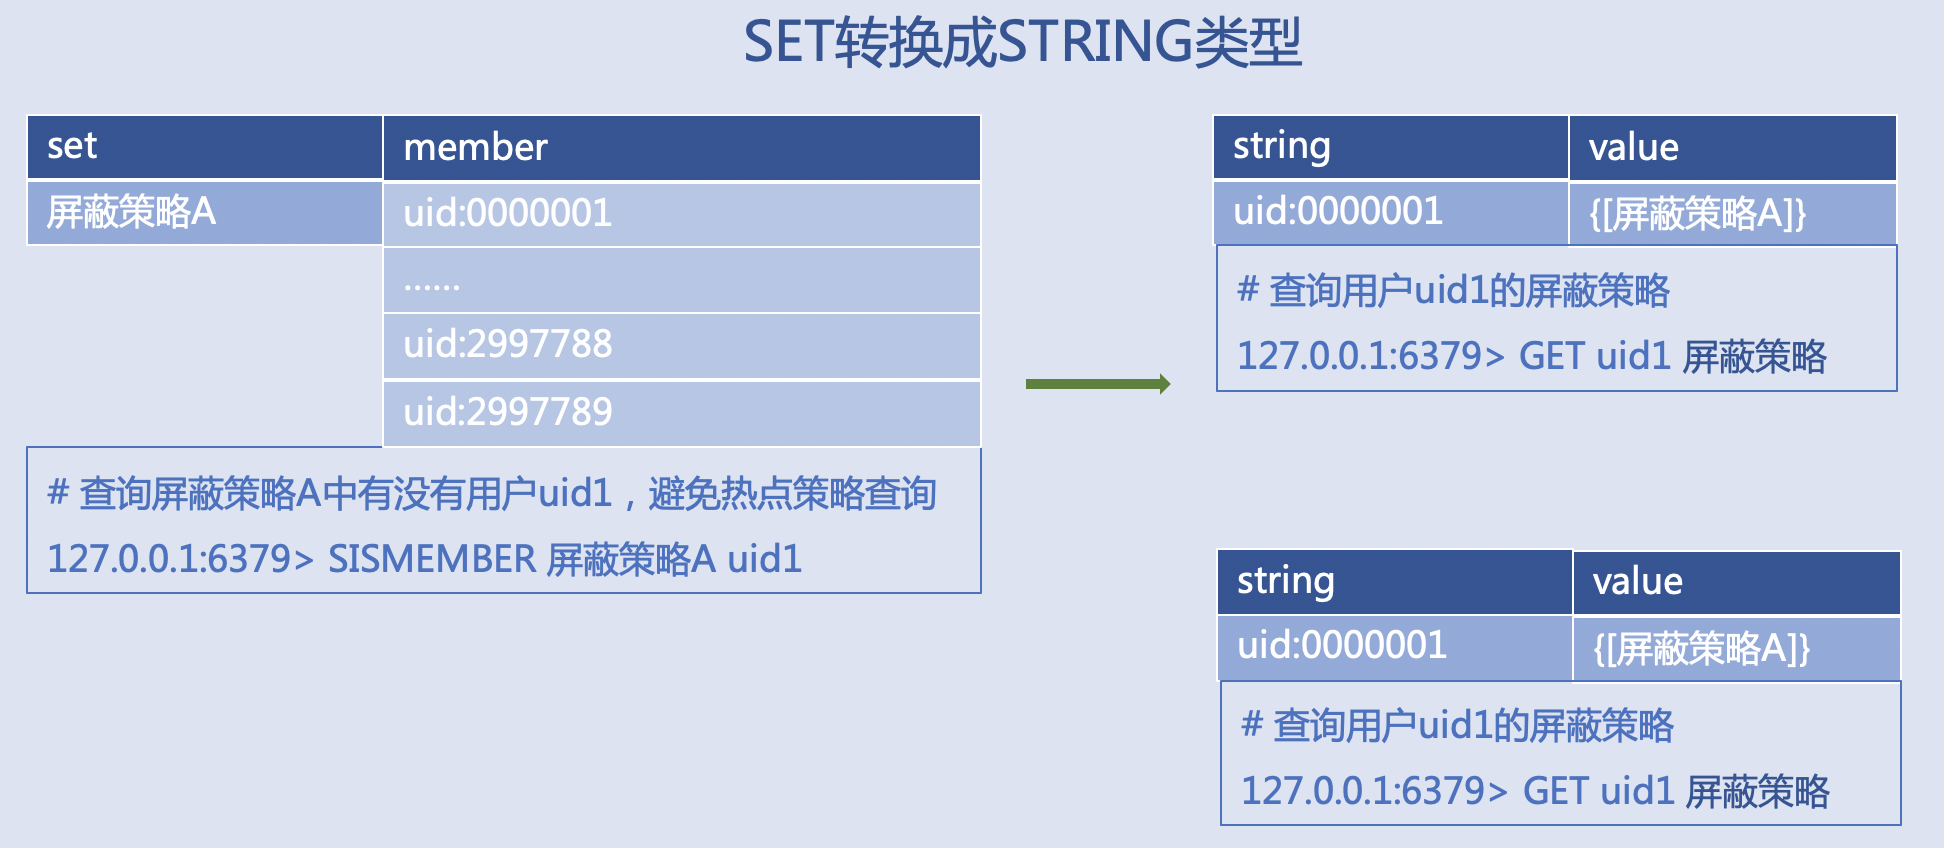 SET转换成STRING类型
set member
屏蔽策略A uid:0000001
......
uid:2997788
uid:2997789
# 查询屏蔽策略A中有没有用户uid1，避免热点策略查询
127.0.0.1:6379> SISMEMBER 屏蔽策略A uid1
string value
uid:0000001 {[屏蔽策略A]}
# 查询用户uid1的屏蔽策略
127.0.0.1:6379> GET uid1 屏蔽策略
string value
uid:0000001 {[屏蔽策略A]}
# 查询用户uid1的屏蔽策略
127.0.0.1:6379> GET uid1 屏蔽策略